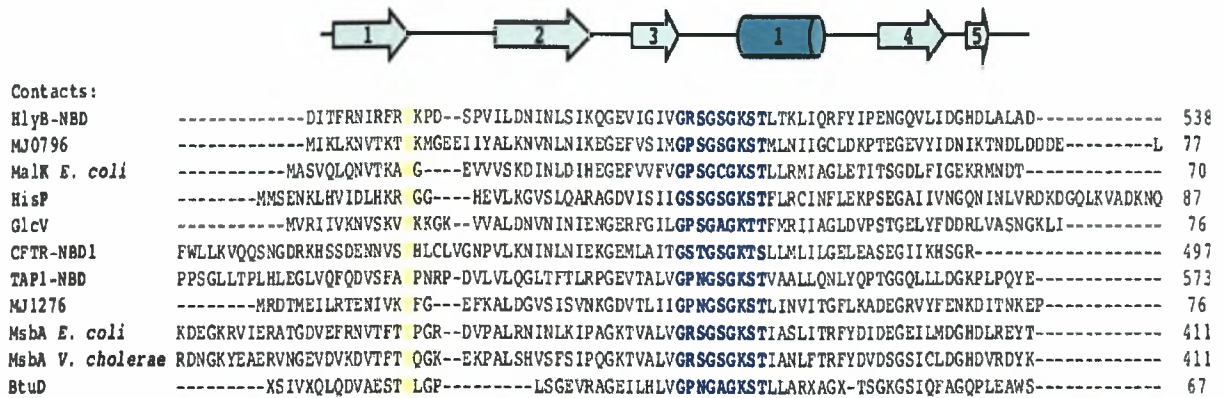 1 2 3 1 4 5
Contacts:
HlyB-NBD ----------------DITFRNIRFR KPD--SPVILDNINLSIKQGEVIGIVGRSGSGKSTLTKLIQRFYIPENGQVLIDGHDLALAD------------ 538
MJ0796 ----------------MIKLKNVTKT KMGEEIIYALKNVNLNIKEGEFVSIMGPSGSGKSTMLNIIGCLDKPTEGEVYIDNIKTNDLDDDE---------L 77
MalK E. coli --------------MASVQLQNVTKA G---EVVVSKDINLDIHEGEFVVFVGPSGCGKSTLLRMIAGLETITSGDLFIGEKRMNDT------------- 70
HisP ----------MMSENKLHVIDLHKR GG---HEVLKGVSLQARAGDVISIIGSSGSGKSTFLRCINFLEKPSEGAIIVNGQNINLVRDKDGQLKVADKNQ 87
GlcV --------------MVRIIVKNVSKV KKGK--VVALDNVNINIENGERFGILGPSGAGKTTFMRIIAGLDVPSTGELYFDDRLVASNGKLI--------- 67
CFTR-NBD1 FWLLKVQQSNGDRKHSSDENNVS HLCLVGNPVLKNINLNIEKGEMLAITGSTGSGKTSLLMLILGELEASEGIIKHSGR--------------- 497
TAP1-NBD PPSGLLTPLHLEGLVQFQDVSFA PNRP-DVLVLQGLTFTLRPGEVTALVGPNGSGKSTVAALLQNLYQPTGGQLLLDGKPLPQYE------------ 573
MJ1276 ---------MRDTMEILRTENIVK FG---EFKALDGVSISVNKGDVTLIIGPNGSGKSTLINVITGFLKADEGRVYFENKDITNKEP----------- 76
MsbA E. coli KDEGKRVIERATGDVEFRNVTFT PGR--DVPALRNINLKIPAGKTVALVGRSGSGKSTIASLITRFYDIDEGEILMDGHDLREYT------------ 411
MsbA V. cholerae RDNGKYEAERVNGEVDVKDVTFT QGK--EKPALSHVSFSIPQGKTVALVGRSGSGKSTIANLFTRFYDVDSGSICLDGHDVRDYK------------ 411
BtuD -----------XSIVXQLQDVAEST LGP---------LSGEVRAGEILHLVGPNGAGKSTLLARXAGX-TSGKGSIQFAGQPLEAWS------------ 67